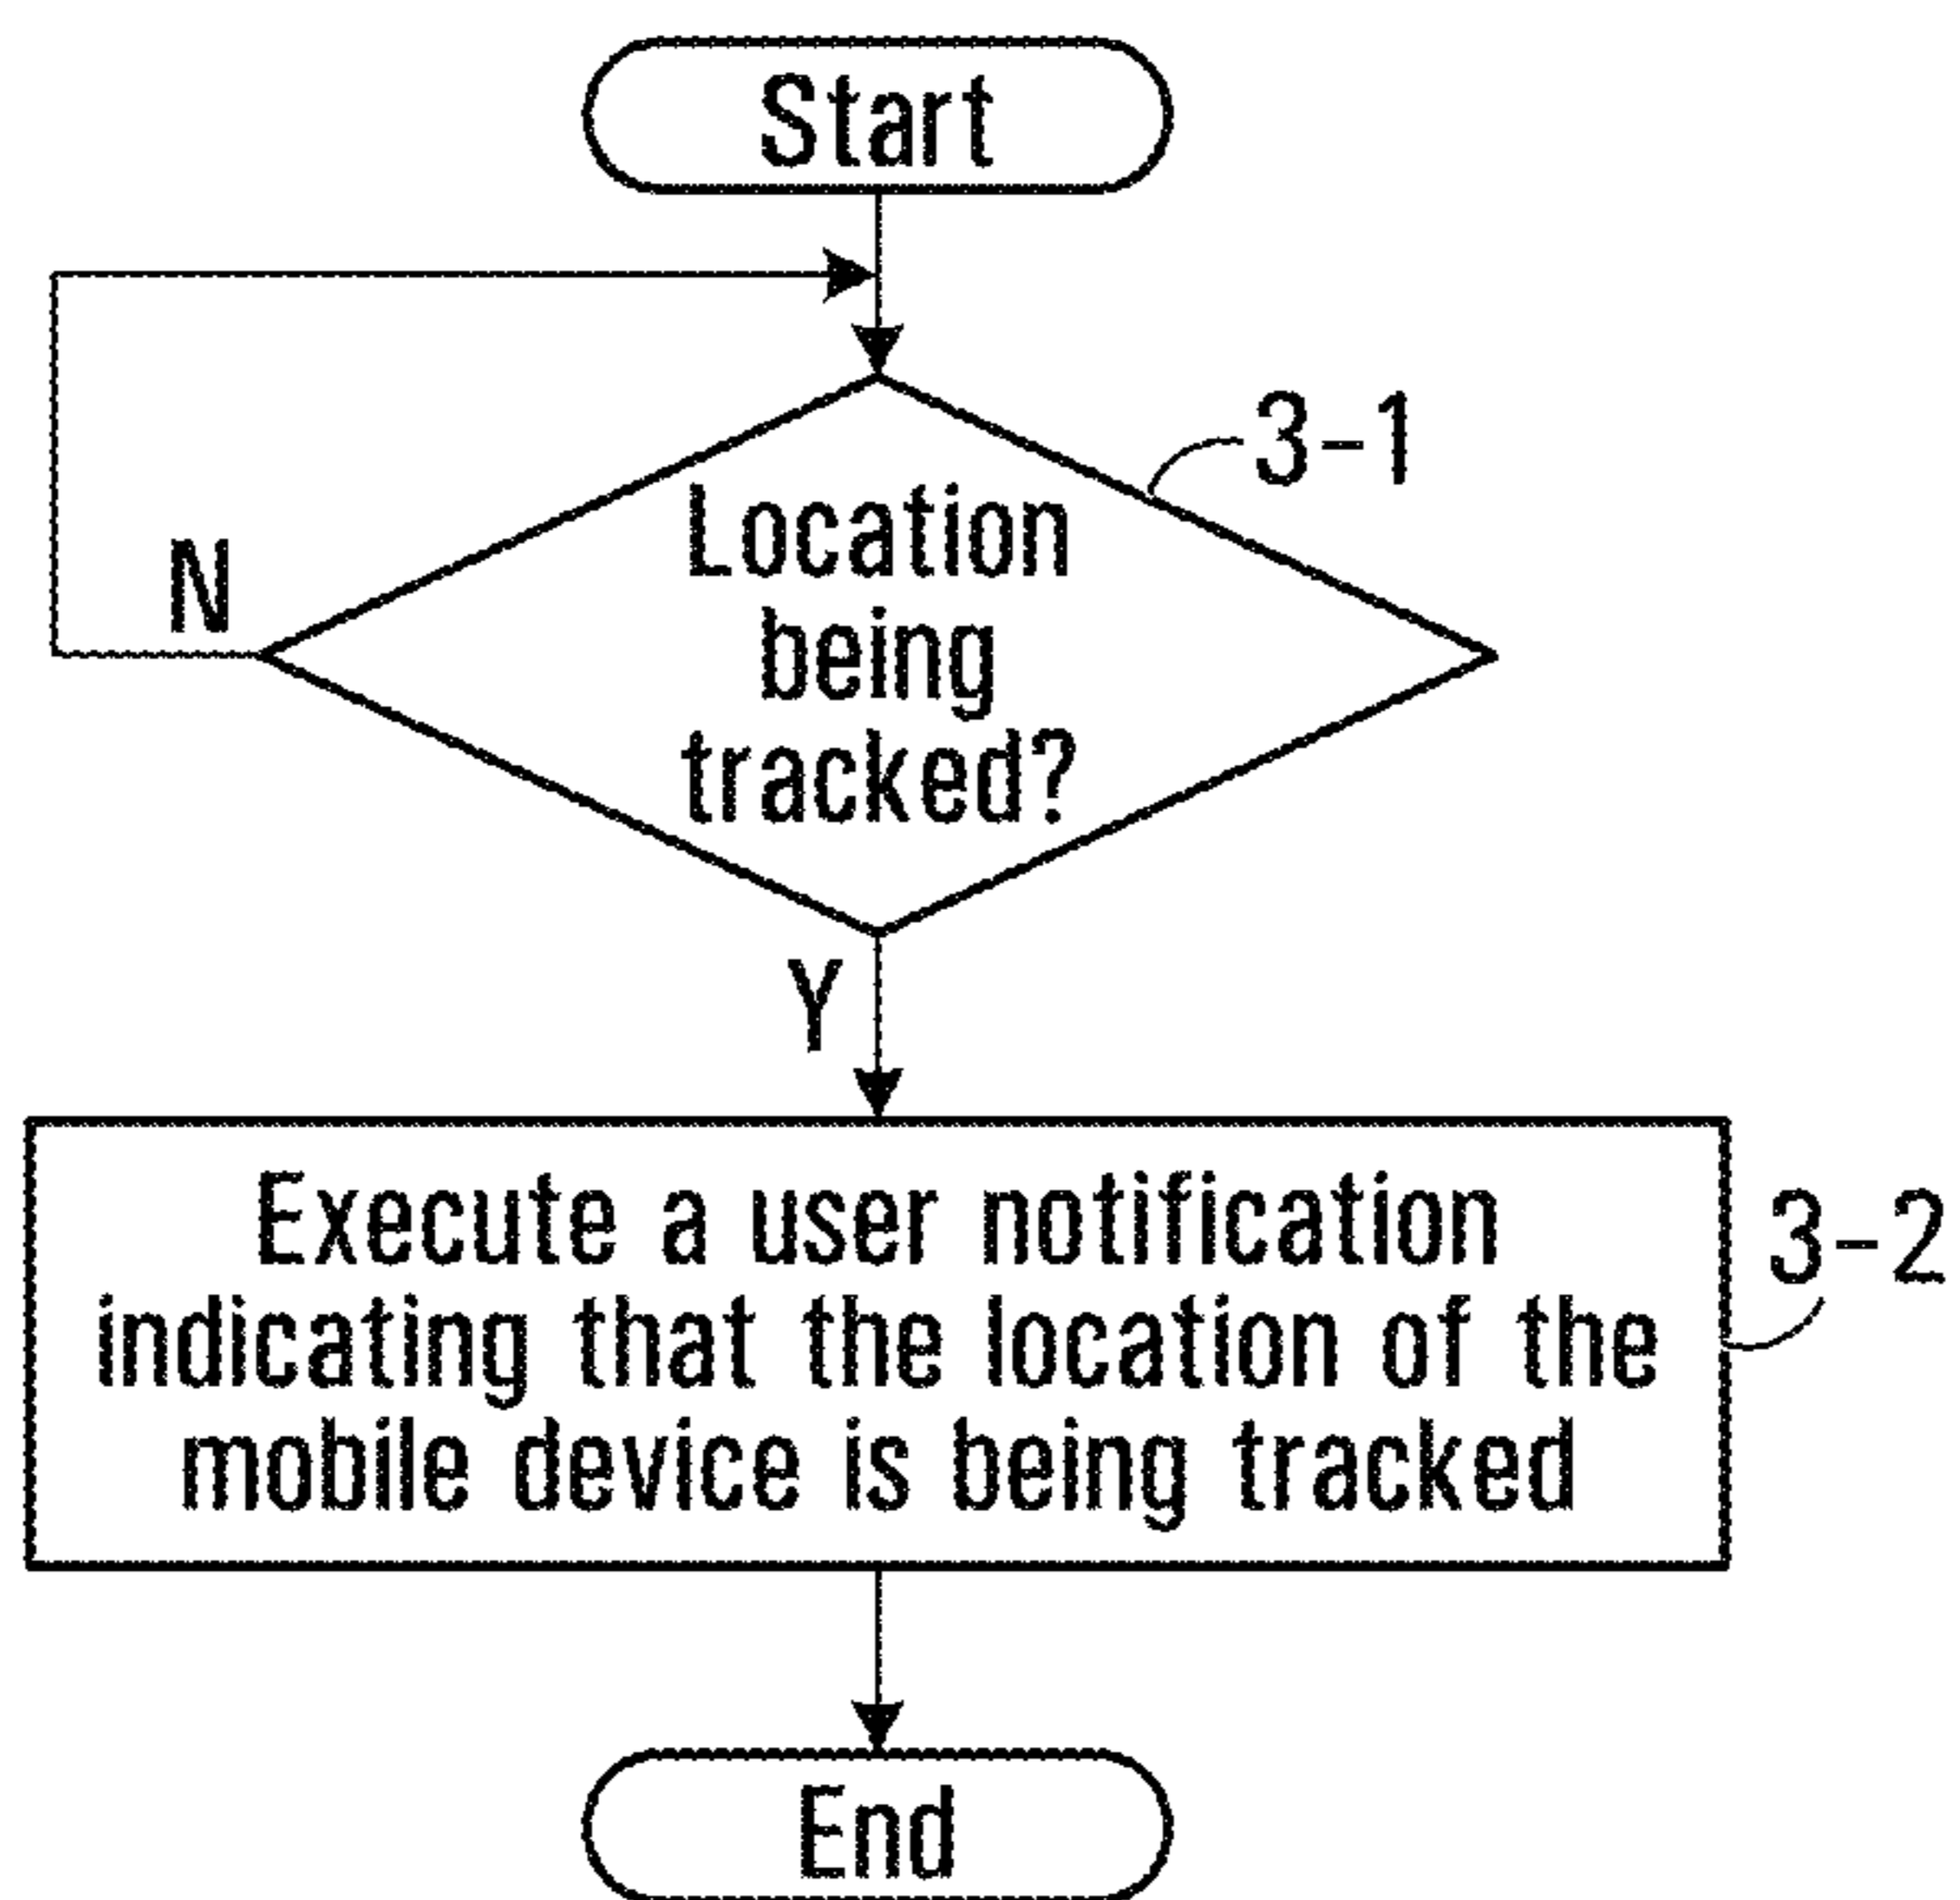 Start
3-1
Location
being
tracked?
N
Y
Execute a user notification
indicating that the location of the
mobile device is being tracked
3-2
End